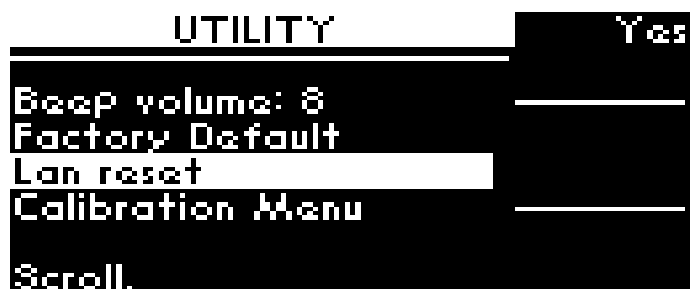 UTILITY
Yes
Beep volume: 8
Factory Default
Lan reset
Calibration Menu
Scroll.